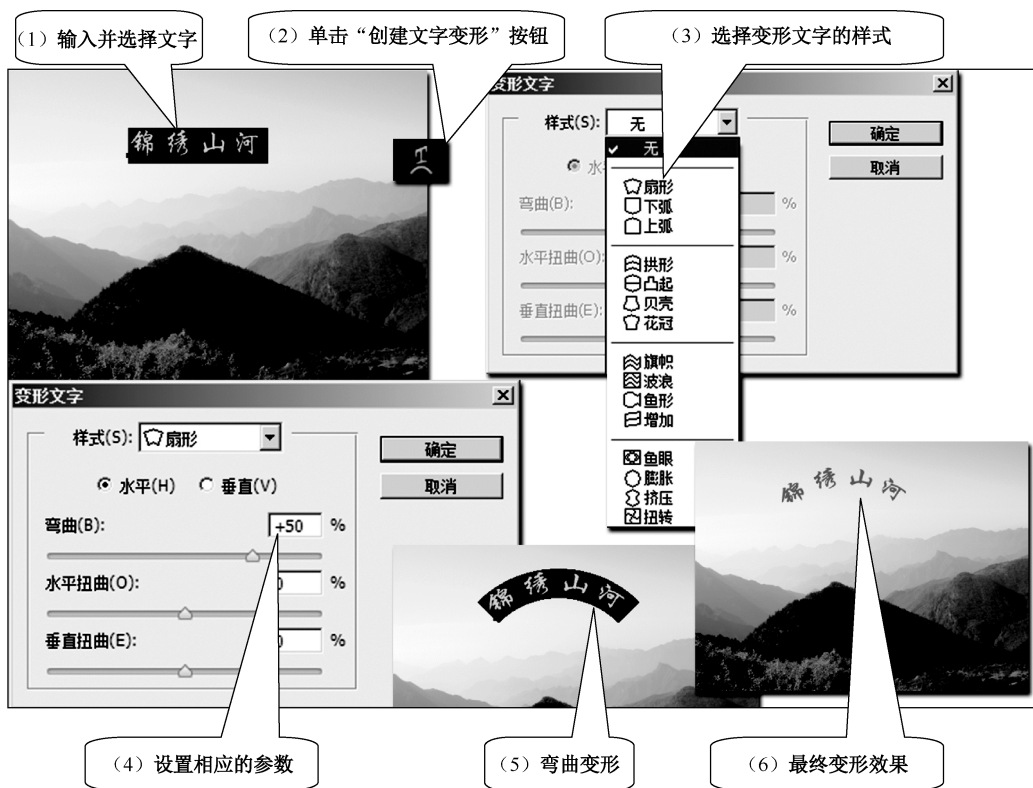 (1) 输入并选择文字
(2) 单击“创建文字变形”按钮
(3) 选择变形文字的样式
锦绣山河
变形文字
样式(S): 无
确定
取消
无
扇形
下弧
上弧
拱形
凸起
贝壳
花冠
旗帜
波浪
鱼形
增加
鱼眼
膨胀
挤压
扭转
水
弯曲(B): %
水平扭曲(O): %
垂直扭曲(E): %
变形文字
样式(S): 扇形
确定
取消
水平(H) 垂直(V)
弯曲(B): +50 %
水平扭曲(O): %
垂直扭曲(E): %
锦绣山河
锦绣山河
(4) 设置相应的参数
(5) 弯曲变形
(6) 最终变形效果